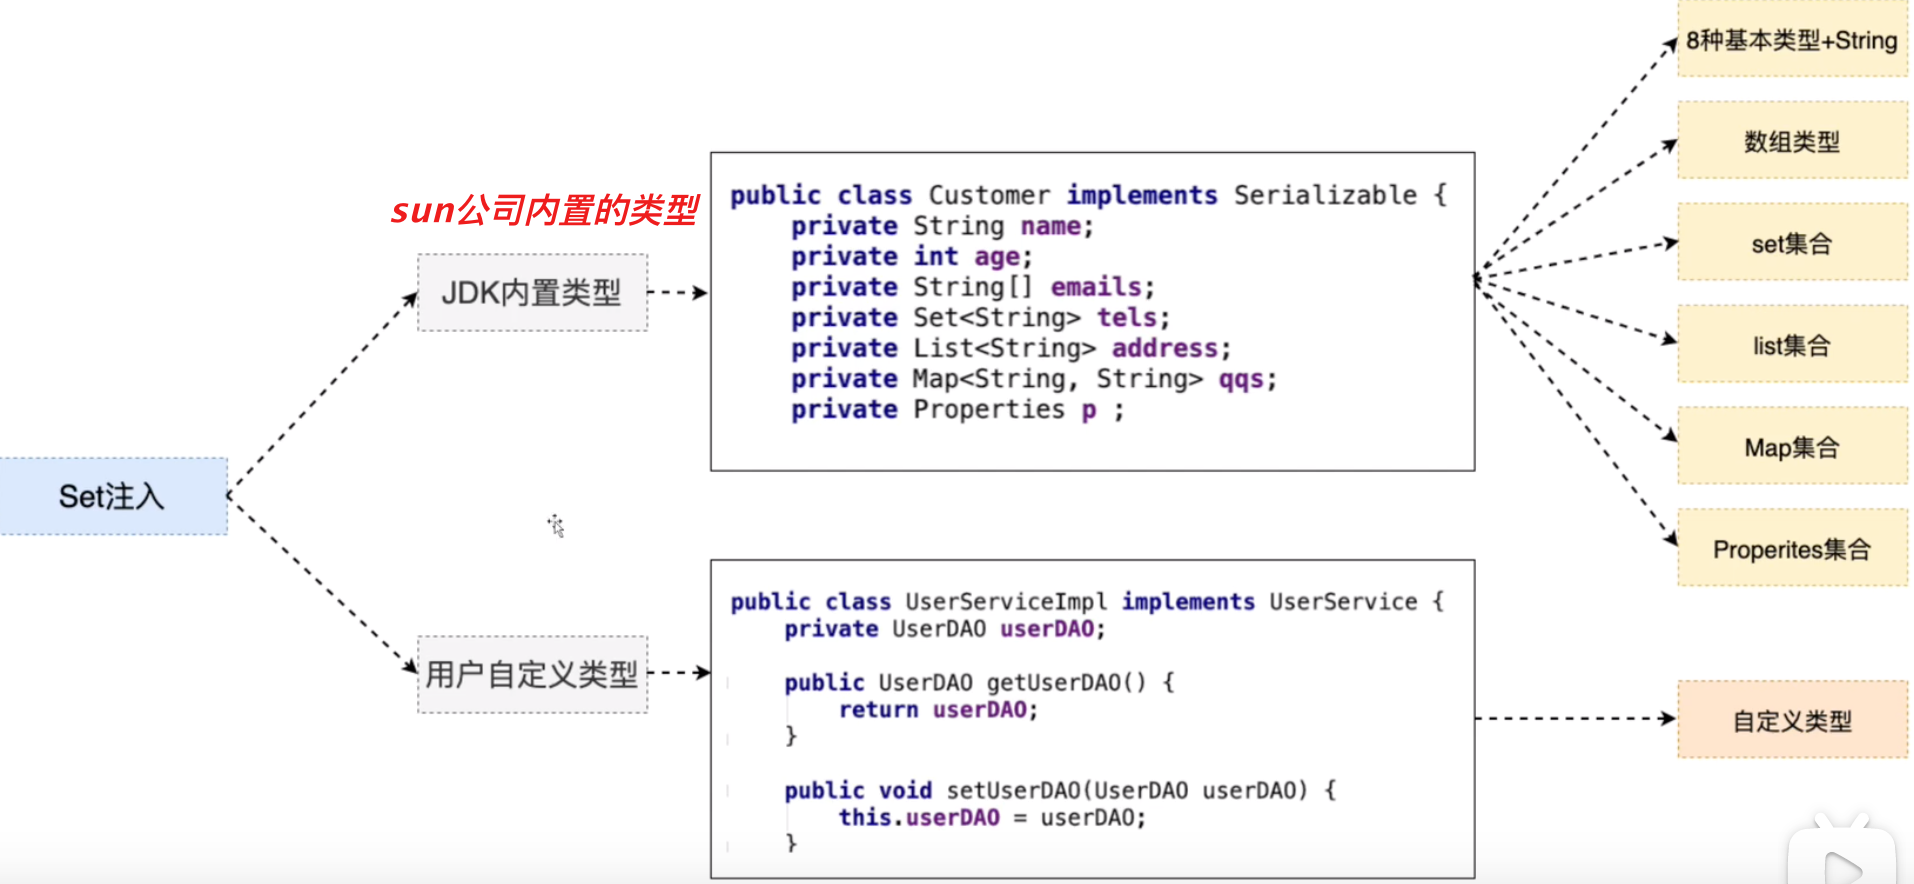 Set注入
sun公司内置的类型
JDK内置类型
用户自定义类型
public class Customer implements Serializable {
private String name;
private int age;
private String[] emails;
private Set<String> tels;
private List<String> address;
private Map<String, String> qqs;
private Properties p ;
public class UserServiceImpl implements UserService {
private UserDAO userDAO;
public UserDAO getUserDAO() {
return userDAO;
}
public void setUserDAO(UserDAO userDAO) {
this.userDAO = userDAO;
}
8种基本类型+String
数组类型
set集合
list集合
Map集合
Properites集合
自定义类型